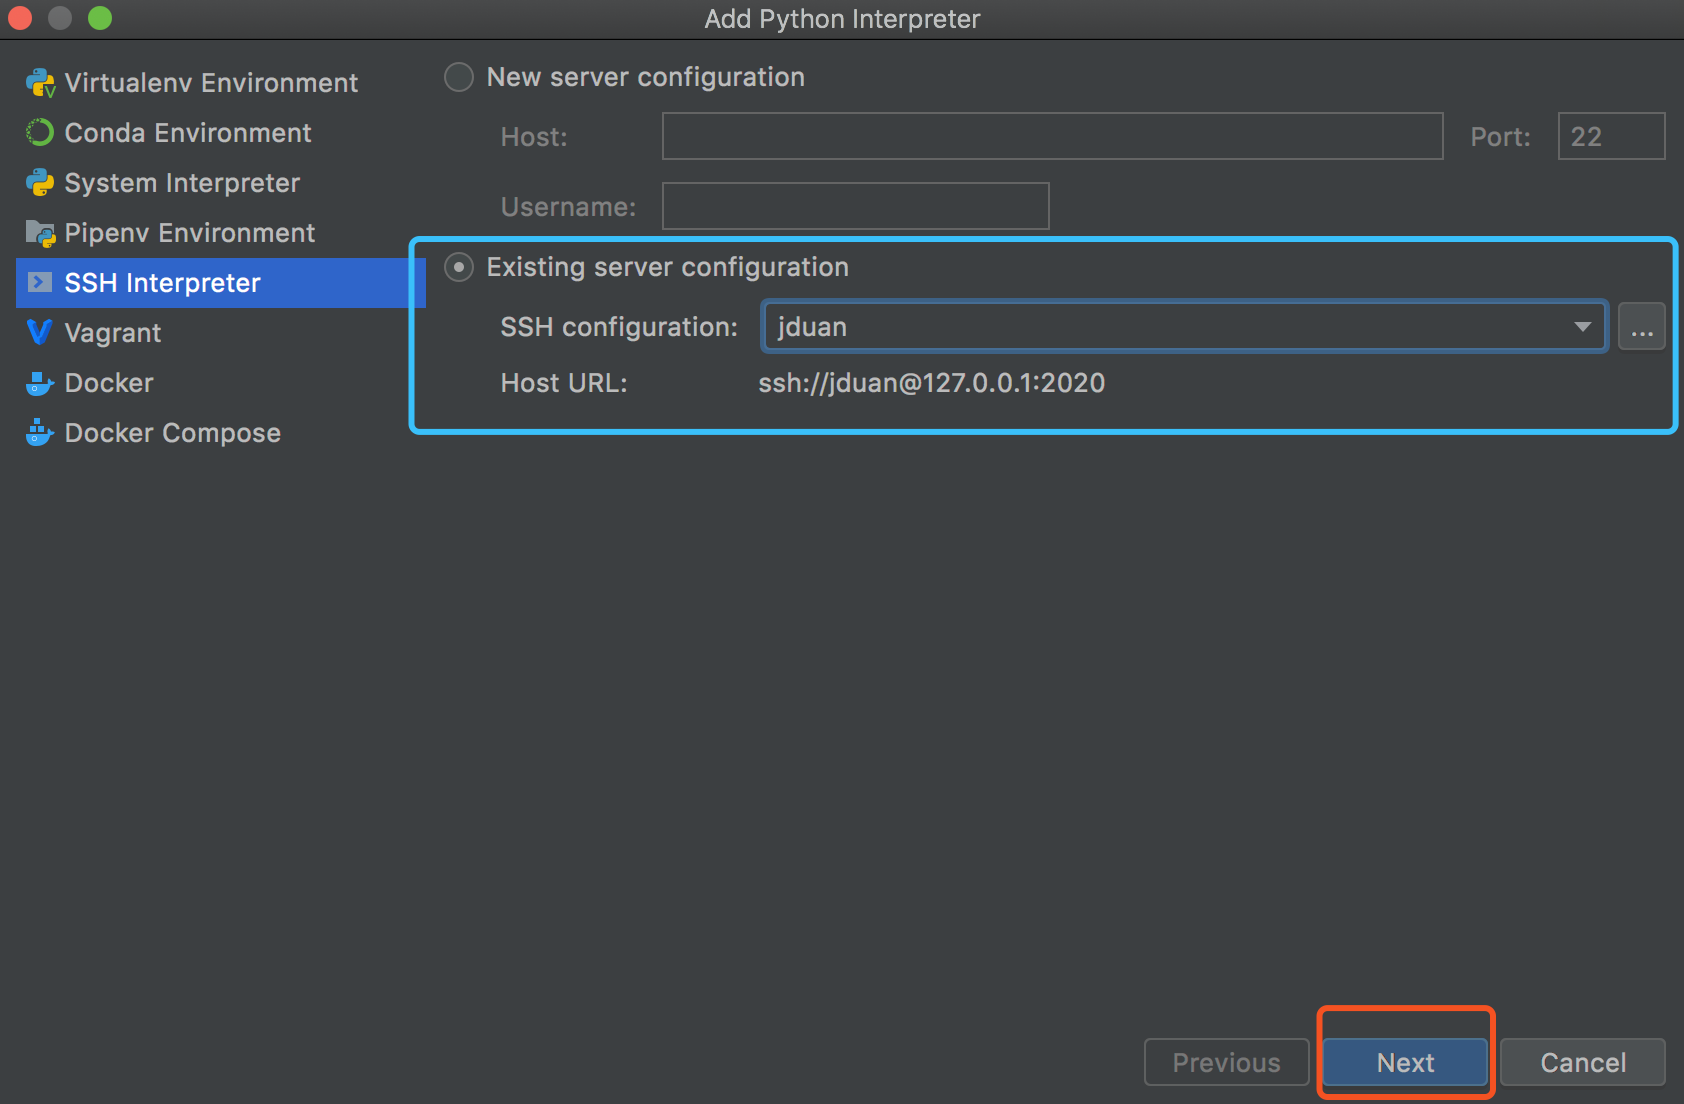 Add Python Interpreter
Virtualenv Environment
Conda Environment
System Interpreter
Pipenv Environment
SSH Interpreter
Vagrant
Docker
Docker Compose
New server configuration
Host:
Port: 22
Username:
Existing server configuration
SSH configuration: jduan ...
Host URL: ssh://jduan@127.0.0.1:2020
Previous Next Cancel